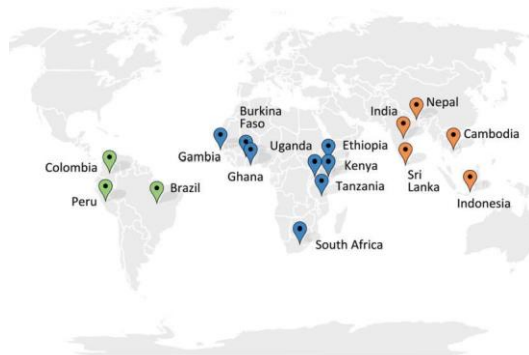 Burkina
Faso
Nepal
India
Gambia
Uganda
Ethiopia
Cambodia
Colombia
Ghana
Kenya
Sri
Lanka
Peru
Brazil
Tanzania
Indonesia
South Africa